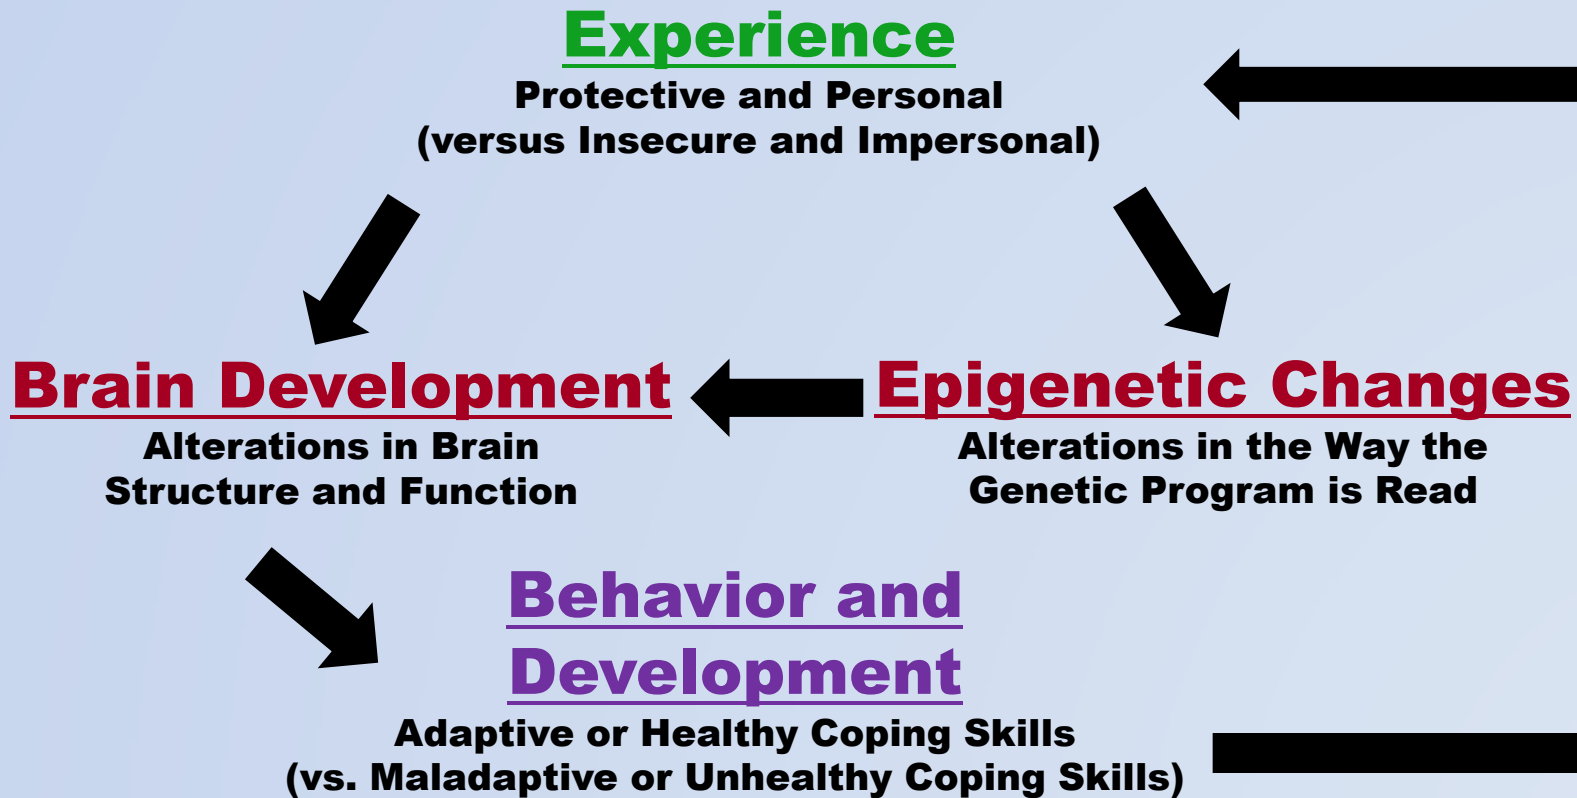 Experience
Protective and Personal
(versus Insecure and Impersonal)
Brain Development
Alterations in Brain
Structure and Function
Epigenetic Changes
Alterations in the Way the
Genetic Program is Read
Behavior and
Development
Adaptive or Healthy Coping Skills
(vs. Maladaptive or Unhealthy Coping Skills)